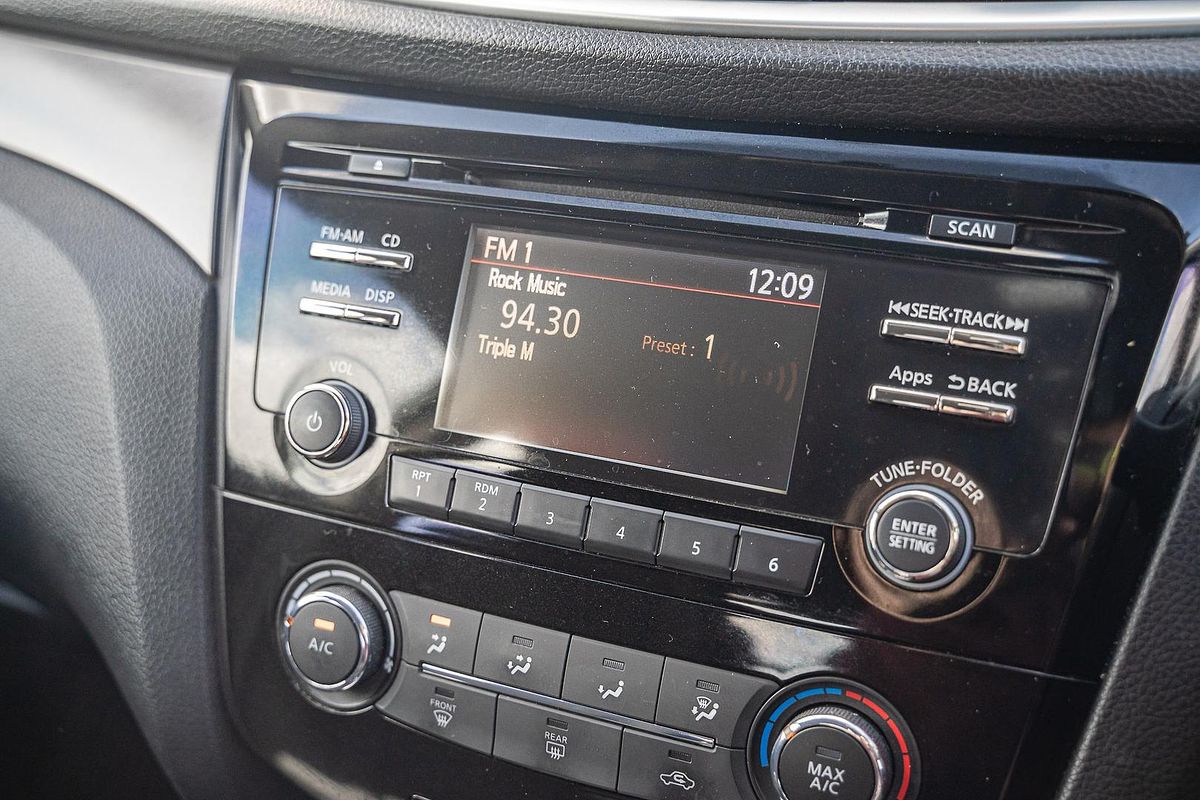 SCAN
FM·AM CD
MEDIA DISP
VOL
FM 1
12:09
Rock Music
94.30
Triple M
Preset : 1
SEEK·TRACK
Apps BACK
TUNE·FOLDER
ENTER
SETTING
RPT
1
RDM
2
3
4
5
6
A/C
FRONT
REAR
MAX
A/C